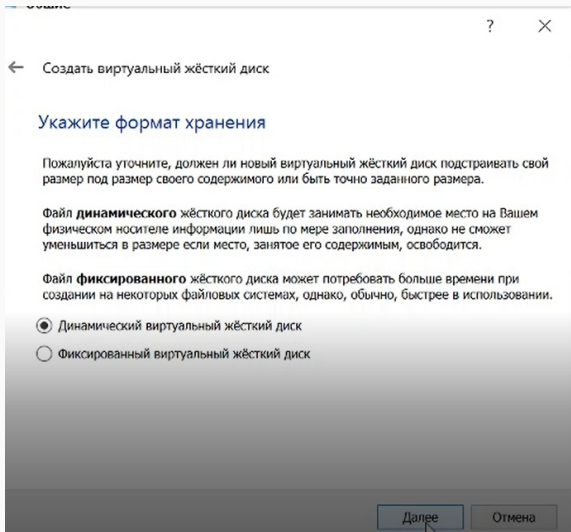 ?
Создать виртуальный жёсткий диск
Укажите формат хранения
Пожалуйста уточните, должен ли новый виртуальный жёсткий диск подстраивать свой
размер под размер своего содержимого или быть точно заданного размера.
Файл динамического жёсткого диска будет занимать необходимое место на Вашем
физическом носителе информации лишь по мере заполнения, однако не сможет
уменьшиться в размере если место, занятое его содержимым, освободится.
Файл фиксированного жёсткого диска может потребовать больше времени при
создании на некоторых файловых системах, однако, обычно, быстрее в использовании.
Динамический виртуальный жёсткий диск
Фиксированный виртуальный жёсткий диск
Далее Отмена